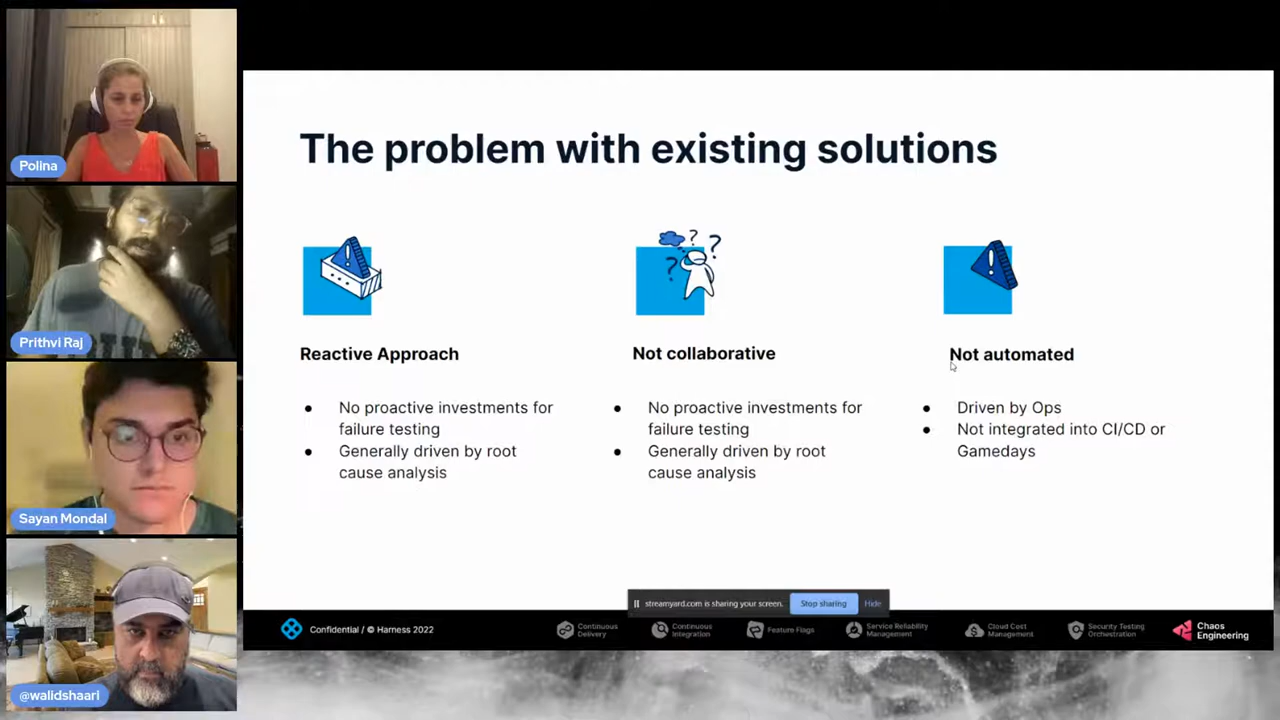 Polina
Prithvi Raj
Sayan Mondal
@walidshaari
The problem with existing solutions
Reactive Approach
● No proactive investments for
failure testing
● Generally driven by root
cause analysis
Not collaborative
● No proactive investments for
failure testing
● Generally driven by root
cause analysis
Not automated
● Driven by Ops
● Not integrated into CI/CD or
Gamedays
streamyard.com is sharing your screen.
Stop sharing
Hide
Confidential / © Harness 2022
Continuous
Delivery
Continuous
Integration
Feature Flags
Service Reliability
Management
Cloud Cost
Management
Security Testing
Orchestration
Chaos
Engineering